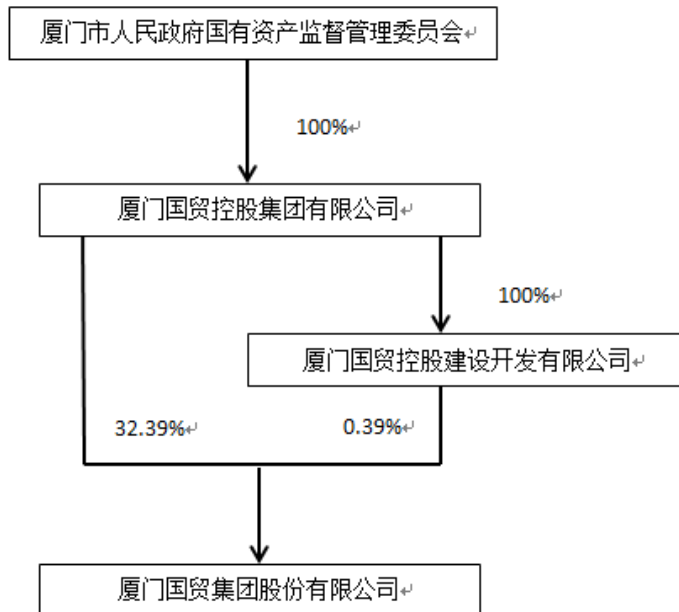 厦门市人民政府国有资产监督管理委员会↵
100%↵
厦门国贸控股集团有限公司↵
100%↵
厦门国贸控股建设开发有限公司↵
32.39%↵
0.39%↵
厦门国贸集团股份有限公司↵